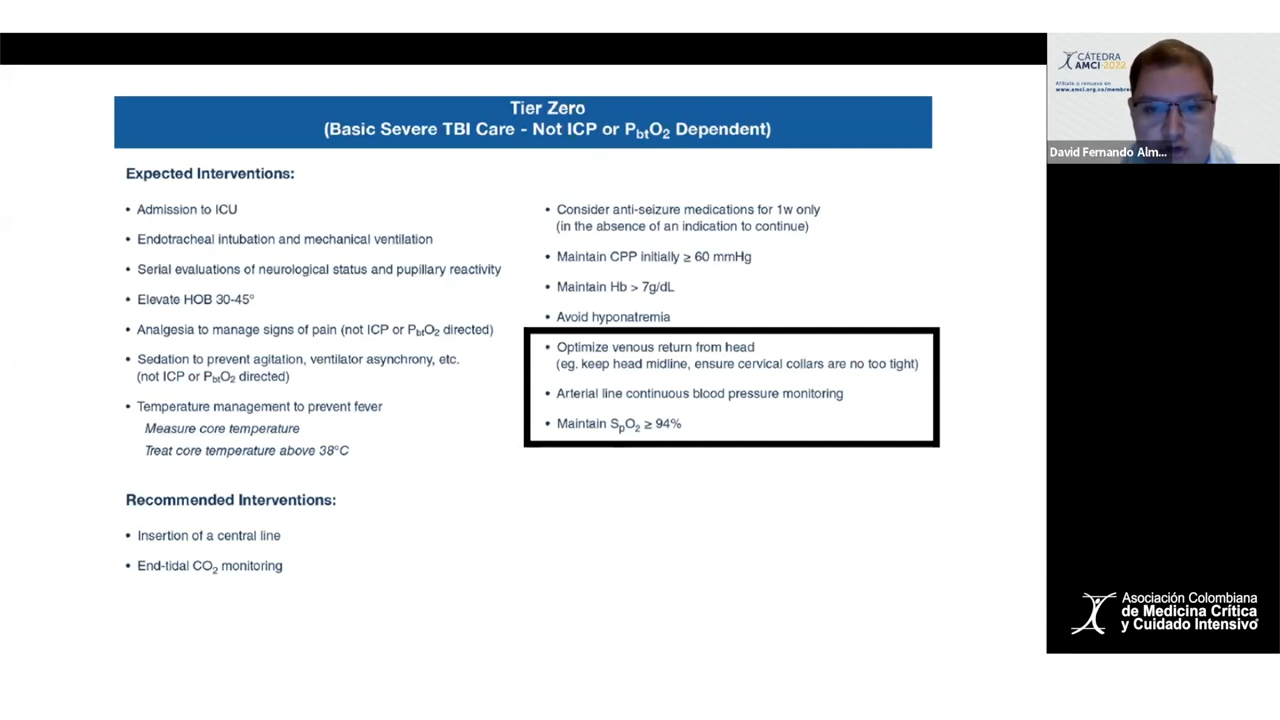 Tier Zero
(Basic Severe TBI Care - Not ICP or PbtO2 Dependent)
Expected Interventions:
• Admission to ICU
• Endotracheal intubation and mechanical ventilation
• Serial evaluations of neurological status and pupillary reactivity
• Elevate HOB 30-45°
• Analgesia to manage signs of pain (not ICP or PbtO2 directed)
• Sedation to prevent agitation, ventilator asynchrony, etc.
(not ICP or PbtO2 directed)
• Temperature management to prevent fever
Measure core temperature
Treat core temperature above 38°C
• Consider anti-seizure medications for 1w only
(in the absence of an indication to continue)
• Maintain CPP initially ≥ 60 mmHg
• Maintain Hb > 7g/dL
• Avoid hyponatremia
• Optimize venous return from head
(eg. keep head midline, ensure cervical collars are no too tight)
• Arterial line continuous blood pressure monitoring
• Maintain SpO2 ≥ 94%
Recommended Interventions:
• Insertion of a central line
• End-tidal CO2 monitoring
CÁTEDRA
AMCI 2022
Afíliate o renueve en
www.amci.org.co/membre
David Fernando Alm...
Asociación Colombiana
de Medicina Crítica
y Cuidado Intensivo